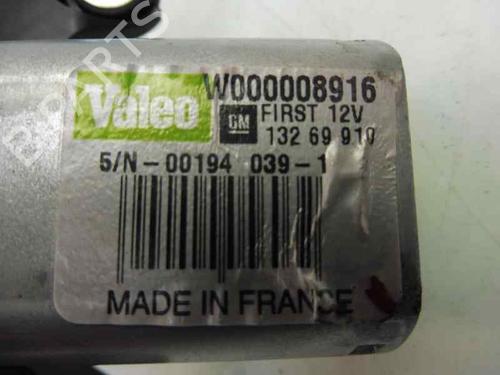 Valeo
W000008916
GM
FIRST 12V
132 69 910
S/N-00194 039-1
MADE IN FRANCE